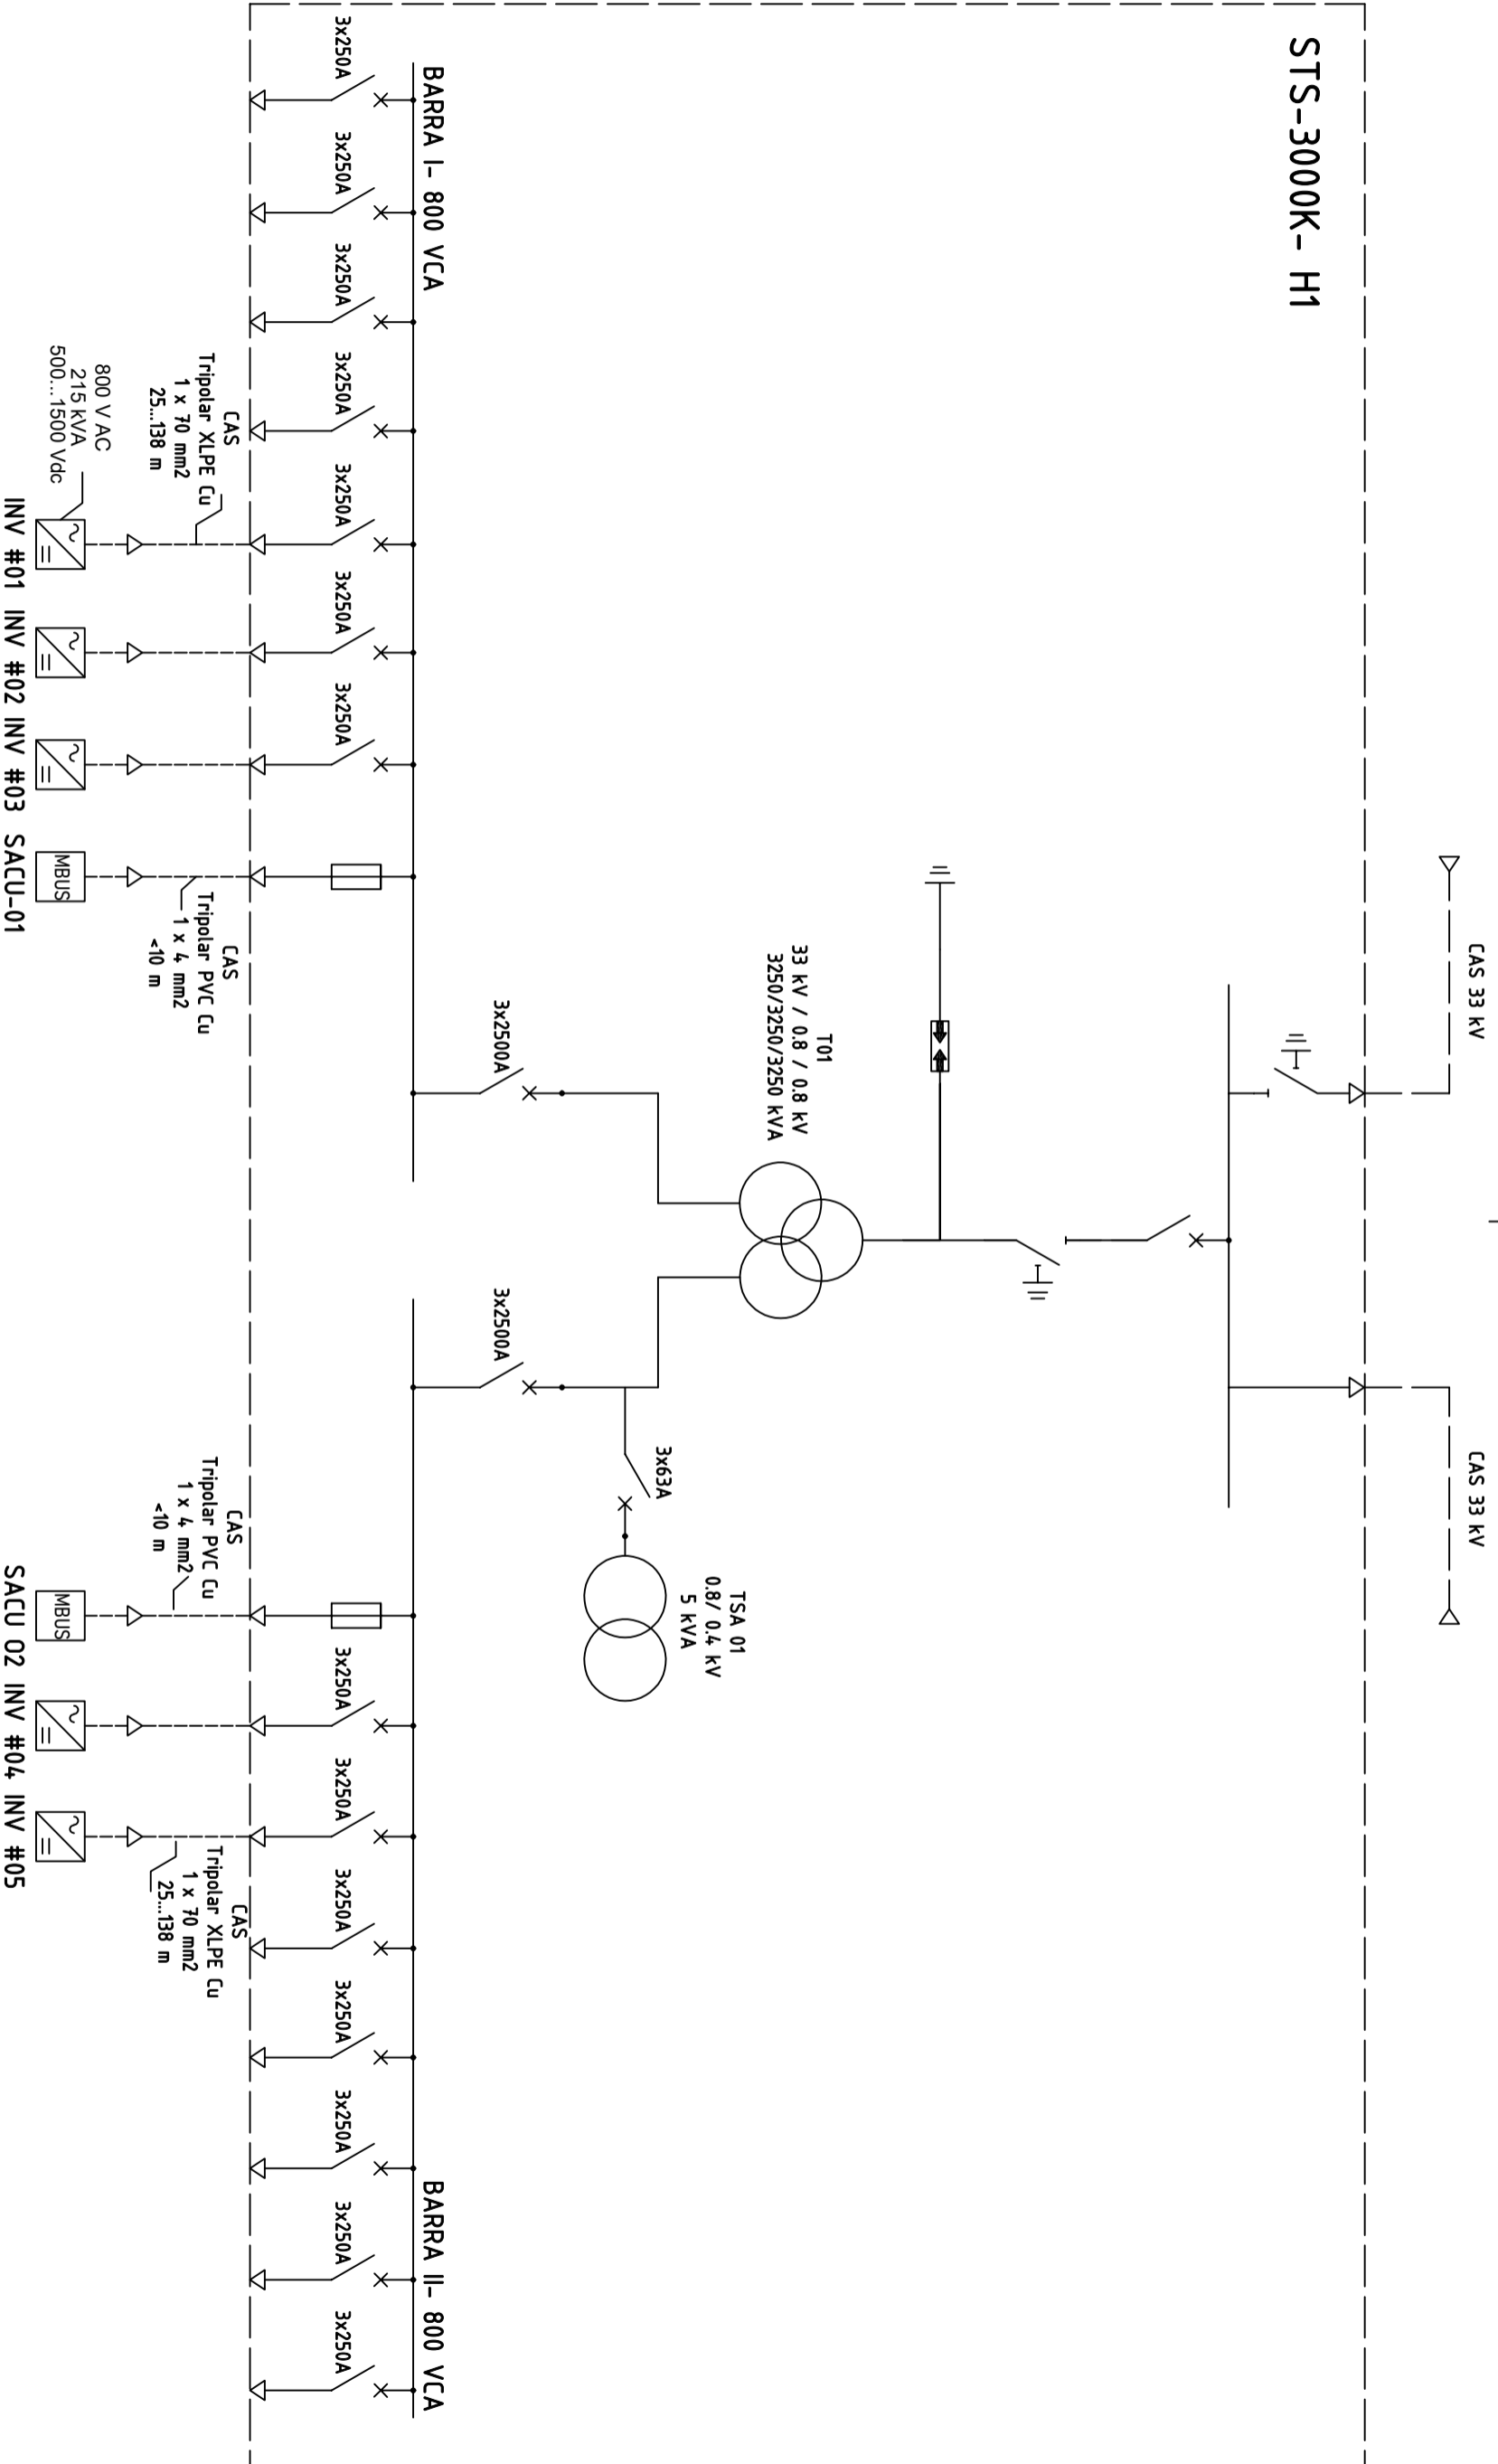 CAS 33 kV
CAS 33 kV
STS-3000K- H1
T01
33 kV / 0.8 / 0.8 kV
3250/3250/3250 kVA
TSA 01
0.8/ 0.4 kV
5 kVA
3x63A
3x2500A
3x2500A
BARRA I- 800 VCA
BARRA II- 800 VCA
3x250A
3x250A
3x250A
3x250A
3x250A
3x250A
3x250A
3x250A
3x250A
3x250A
3x250A
3x250A
3x250A
3x250A
CAS
Tripolar XLPE Cu
1 x 70 mm2
25...138 m
CAS
Tripolar PVC Cu
1 x 4 mm2
<10 m
CAS
Tripolar PVC Cu
1 x 4 mm2
<10 m
CAS
Tripolar XLPE Cu
1 x 70 mm2
25...138 m
800 V AC
215 kVA
500...1500 Vdc
MBUS
MBUS
INV #01
INV #02
INV #03
SACU-01
SACU O2
INV #04
INV #05